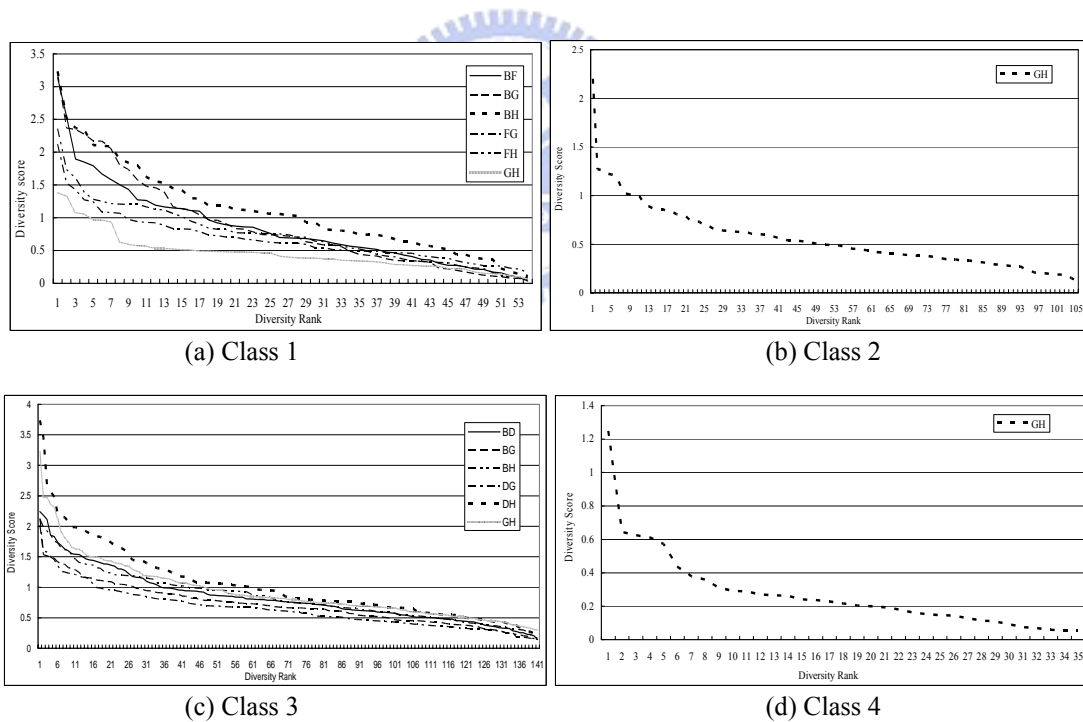 3.5
3
2.5
2
1.5
1
0.5
0
Diversity score
BF
BG
BH
FG
FH
GH
1 3 5 7 9 11 13 15 17 19 21 23 25 27 29 31 33 35 37 39 41 43 45 47 49 51 53
Diversity Rank
(a) Class 1
2.5
2
1.5
1
0.5
0
Diversity Score
GH
1 5 9 13 17 21 25 29 33 37 41 45 49 53 57 61 65 69 73 77 81 85 89 93 97 101 105
Diversity Rank
(b) Class 2
4
3.5
3
2.5
2
1.5
1
0.5
0
Diversity Score
BD
BG
BH
DG
DH
GH
1 6 11 16 21 26 31 36 41 46 51 56 61 66 71 76 81 86 91 96 101 106 111 116 121 126 131 136 141
Diversity Rank
(c) Class 3
1.4
1.2
1
0.8
0.6
0.4
0.2
0
Diversity Score
GH
1 2 3 4 5 6 7 8 9 10 11 12 13 14 15 16 17 18 19 20 21 22 23 24 25 26 27 28 29 30 31 32 33 34 35
Diversity Rank
(d) Class 4